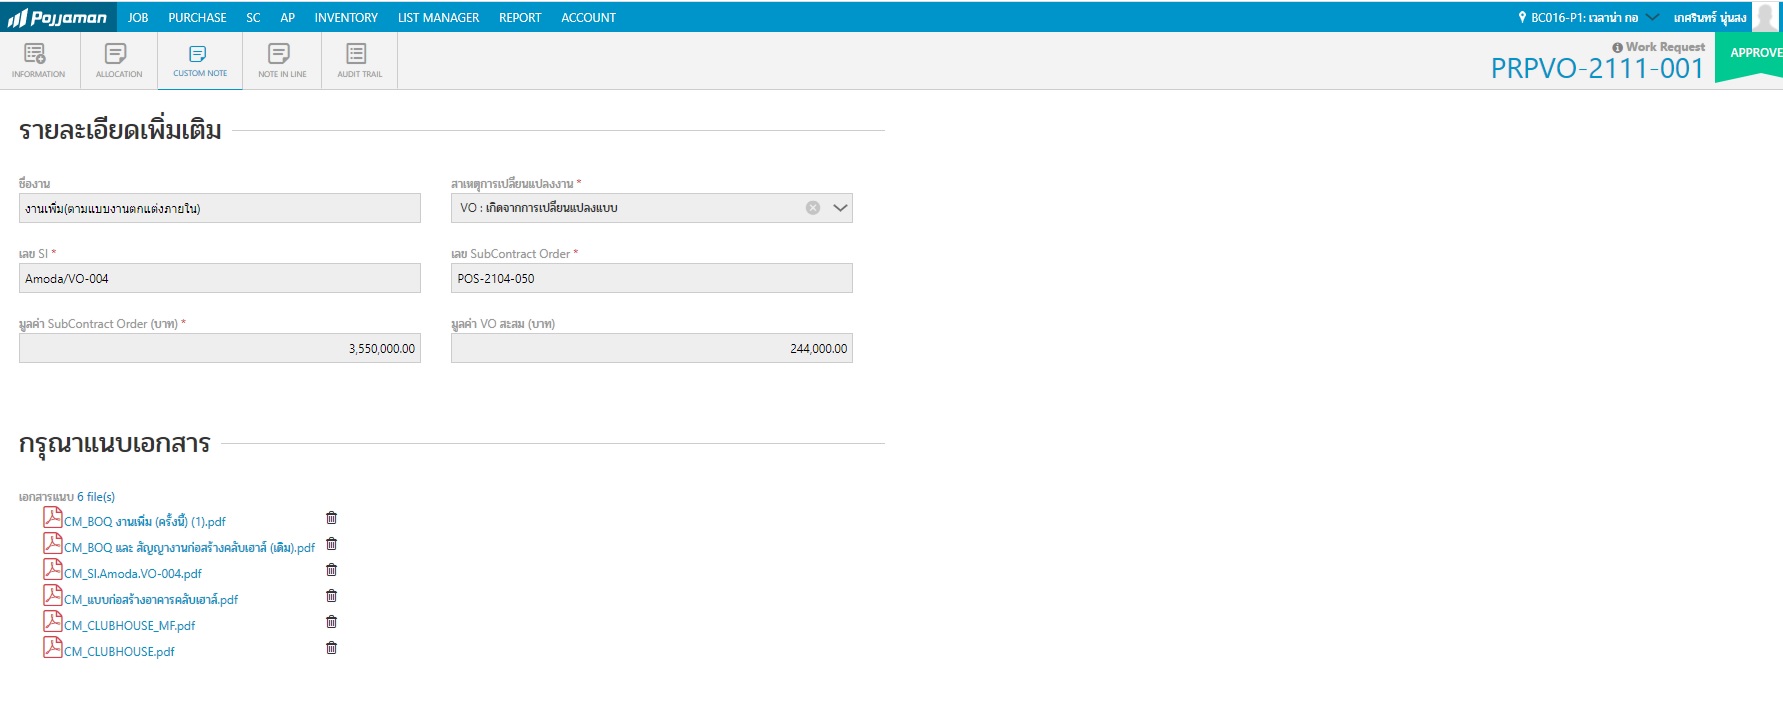 Pojjaman JOB PURCHASE SC AP INVENTORY LIST MANAGER REPORT ACCOUNT BC016-P1: เวลาน่า กอ เกศรินทร์ นุ่นสง
INFORMATION ALLOCATION CUSTOM NOTE NOTE IN LINE AUDIT TRAIL
Work Request
PRPVO-2111-001
APPROVE
รายละเอียดเพิ่มเติม
ชื่องาน สาเหตุการเปลี่ยนแปลงงาน *
งานเพิ่ม(ตามแบบงานตกแต่งภายใน) VO : เกิดจากการเปลี่ยนแปลงแบบ
เลข SI * เลข SubContract Order *
Amoda/VO-004 POS-2104-050
มูลค่า SubContract Order (บาท) * มูลค่า VO สะสม (บาท)
3,550,000.00 244,000.00
กรุณาแนบเอกสาร
เอกสารแนบ 6 file(s)
CM_BOQ งานเพิ่ม (ครั้งนี้) (1).pdf
CM_BOQ และ สัญญางานก่อสร้างคลับเฮาส์ (เดิม).pdf
CM_SI.Amoda.VO-004.pdf
CM_แบบก่อสร้างอาคารคลับเฮาส์.pdf
CM_CLUBHOUSE_MF.pdf
CM_CLUBHOUSE.pdf